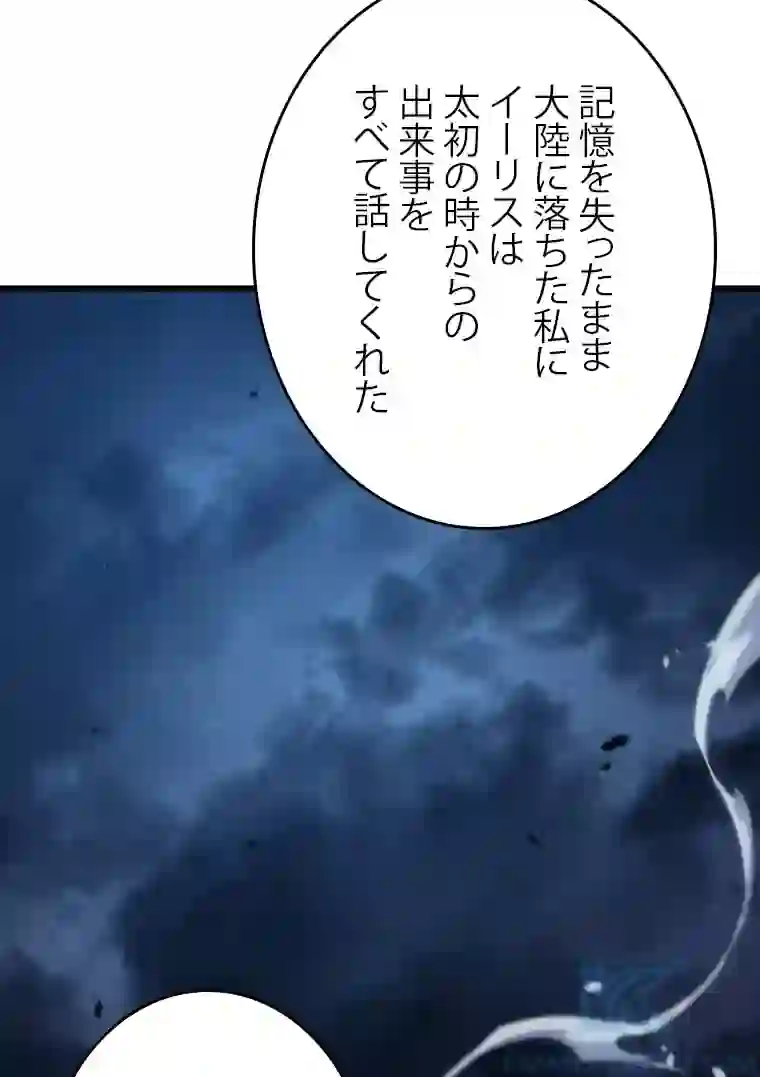 記憶を失ったまま
大陸に落ちた私に
イーリスは
太初の時からの
出来事を
すべて話してくれた